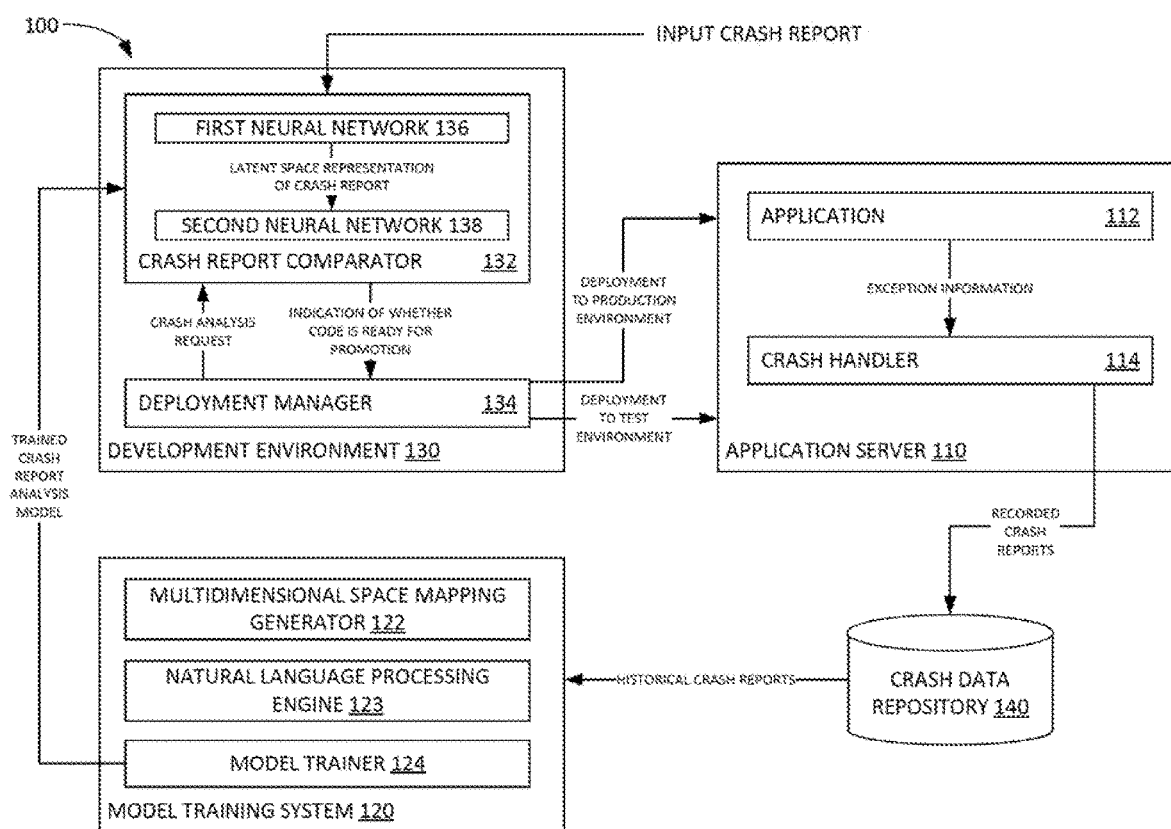 100
INPUT CRASH REPORT
FIRST NEURAL NETWORK 136
LATENT SPACE REPRESENTATION
OF CRASH REPORT
SECOND NEURAL NETWORK 138
CRASH REPORT COMPARATOR 132
CRASH ANALYSIS
REQUEST
INDICATION OF WHETHER
CODE IS READY FOR
PROMOTION
DEPLOYMENT MANAGER 134
DEVELOPMENT ENVIRONMENT 130
DEPLOYMENT
TO PRODUCTION
ENVIRONMENT
DEPLOYMENT
TO TEST
ENVIRONMENT
APPLICATION 112
EXCEPTION INFORMATION
CRASH HANDLER 114
APPLICATION SERVER 110
TRAINED
CRASH
REPORT
ANALYSIS
MODEL
RECORDED
CRASH
REPORTS
MULTIDIMENSIONAL SPACE MAPPING
GENERATOR 122
NATURAL LANGUAGE PROCESSING
ENGINE 123
MODEL TRAINER 124
MODEL TRAINING SYSTEM 120
HISTORICAL CRASH REPORTS
CRASH DATA
REPOSITORY 140